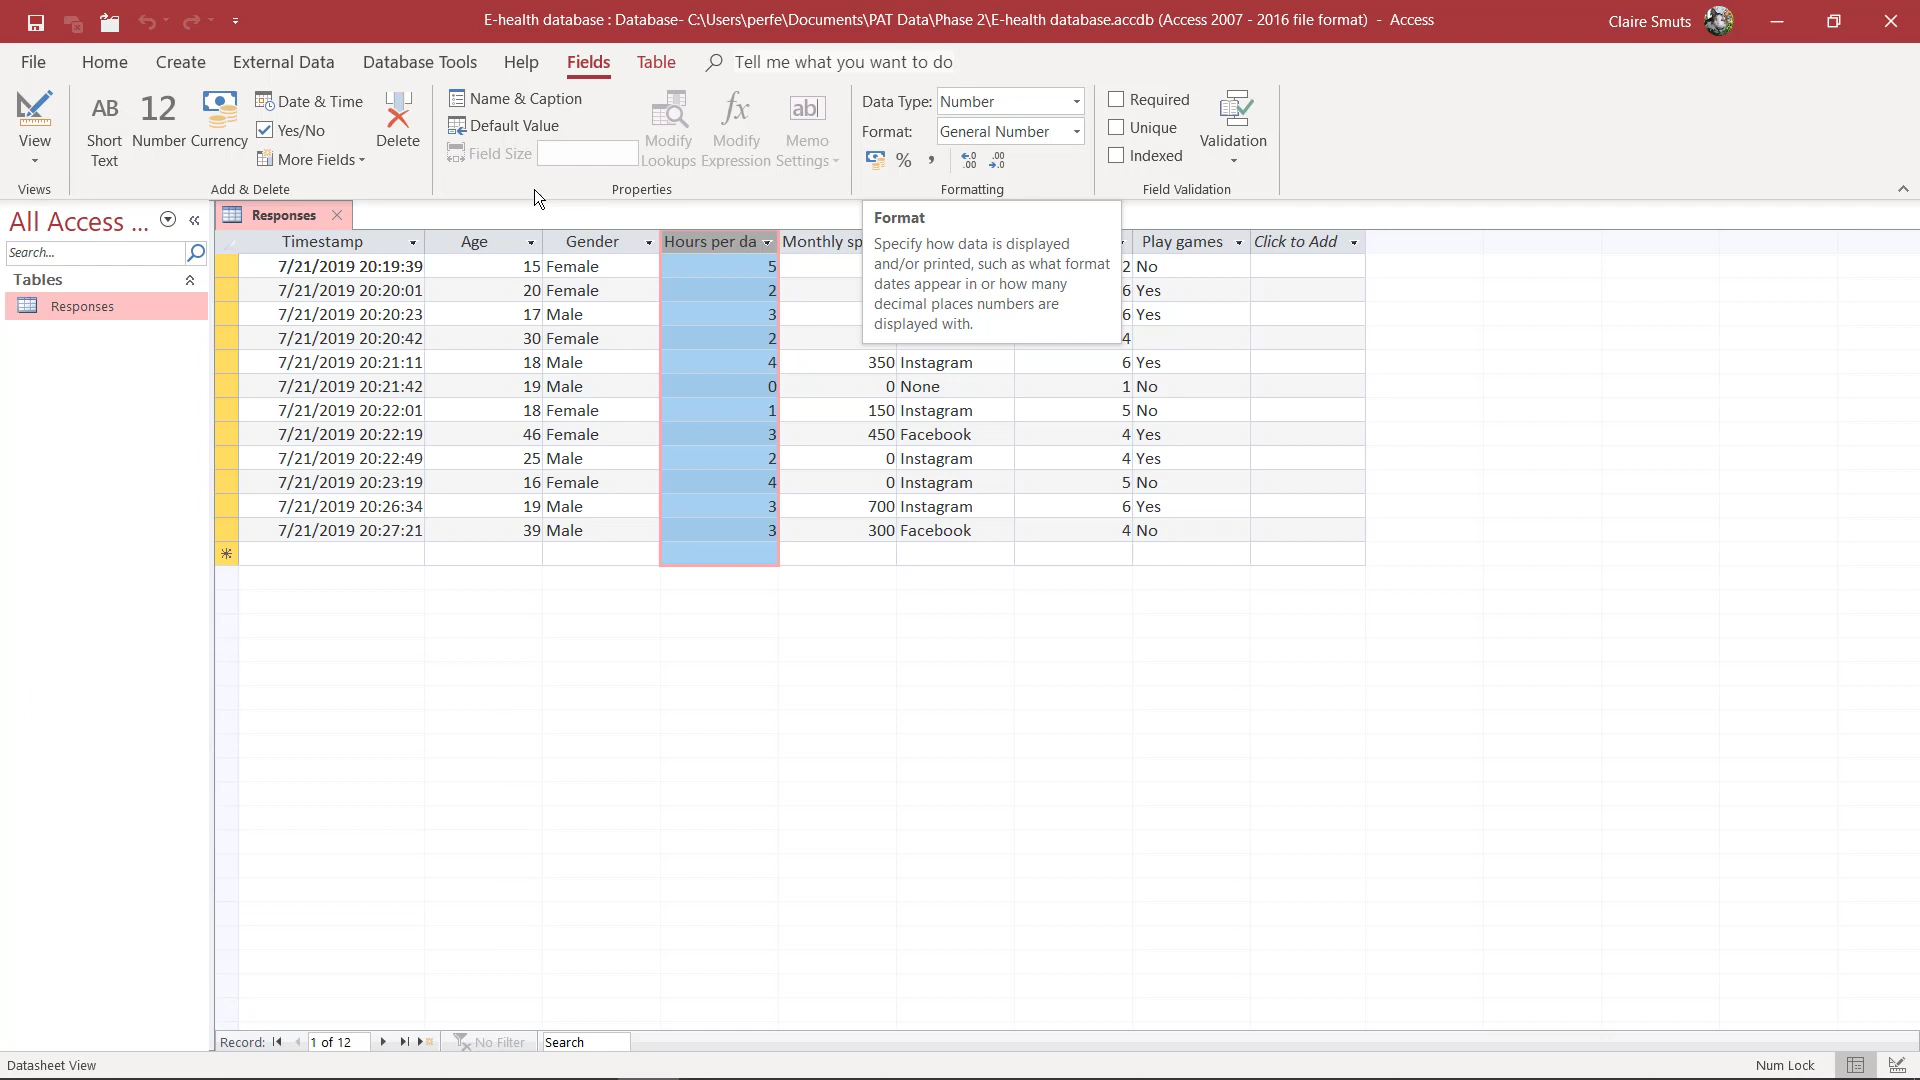 E-health database : Database- C:\Users\perfe\Documents\PAT Data\Phase 2\E-health database.accdb (Access 2007 - 2016 file format) - Access
Claire Smuts
File Home Create External Data Database Tools Help Fields Table Tell me what you want to do
View
Views
AB
Short
Text
12
Number
Currency
Date & Time
Yes/No
More Fields
Delete
Add & Delete
Name & Caption
Default Value
Field Size
Modify
Lookups
fx
Modify
Expression
ab|
Memo
Settings
Properties
Data Type: Number
Format: General Number
% , .0 .00 .00 .0
Formatting
Required
Unique
Indexed
Validation
Field Validation
All Access ...
Search...
Tables
Responses
Responses
Timestamp Age Gender Hours per da Monthly sp Play games Click to Add
7/21/2019 20:19:39 15 Female 5 2 No
7/21/2019 20:20:01 20 Female 2 6 Yes
7/21/2019 20:20:23 17 Male 3 6 Yes
7/21/2019 20:20:42 30 Female 2 4
7/21/2019 20:21:11 18 Male 4 350 Instagram 6 Yes
7/21/2019 20:21:42 19 Male 0 0 None 1 No
7/21/2019 20:22:01 18 Female 1 150 Instagram 5 No
7/21/2019 20:22:19 46 Female 3 450 Facebook 4 Yes
7/21/2019 20:22:49 25 Male 2 0 Instagram 4 Yes
7/21/2019 20:23:19 16 Female 4 0 Instagram 5 No
7/21/2019 20:26:34 19 Male 3 700 Instagram 6 Yes
7/21/2019 20:27:21 39 Male 3 300 Facebook 4 No
Format
Specify how data is displayed
and/or printed, such as what format
dates appear in or how many
decimal places numbers are
displayed with.
Record: 1 of 12 No Filter Search
Datasheet View
Num Lock